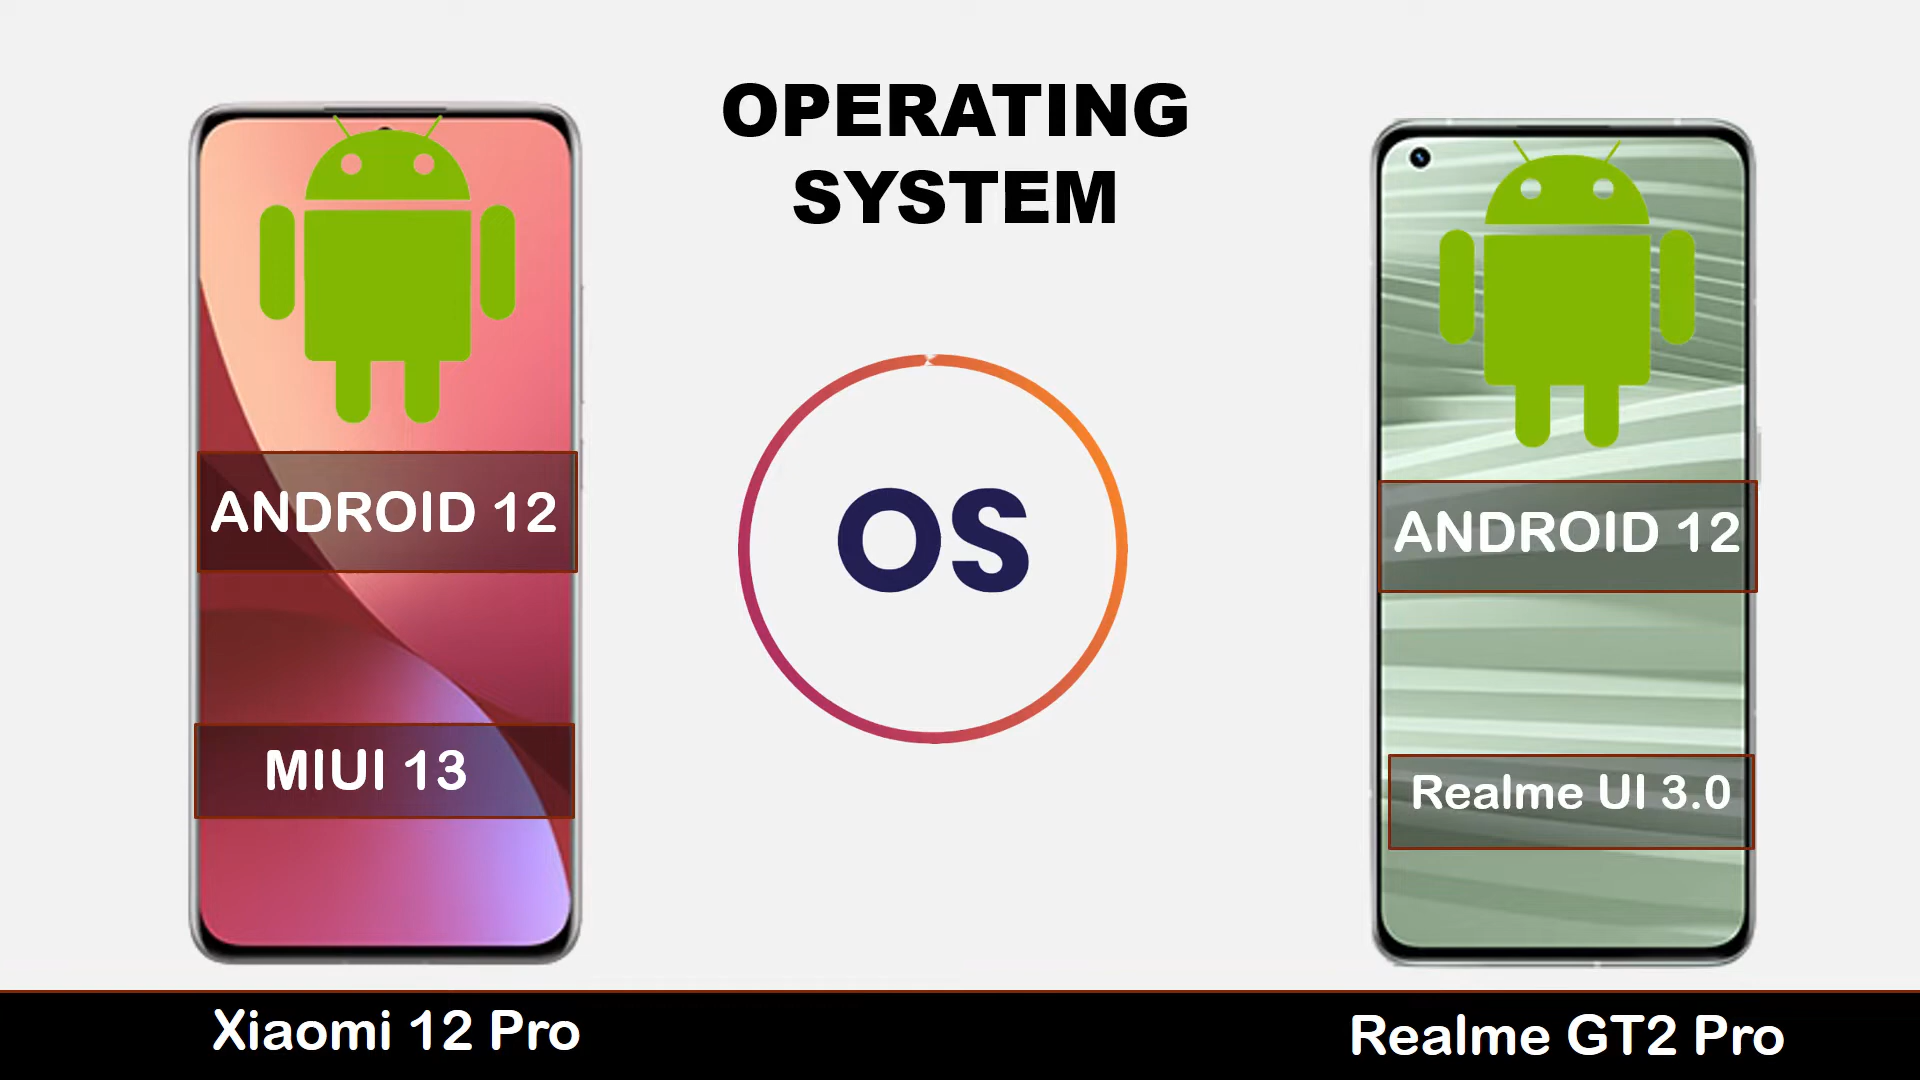 OPERATING
SYSTEM
ANDROID 12
MIUI 13
OS
ANDROID 12
Realme UI 3.0
Xiaomi 12 Pro
Realme GT2 Pro